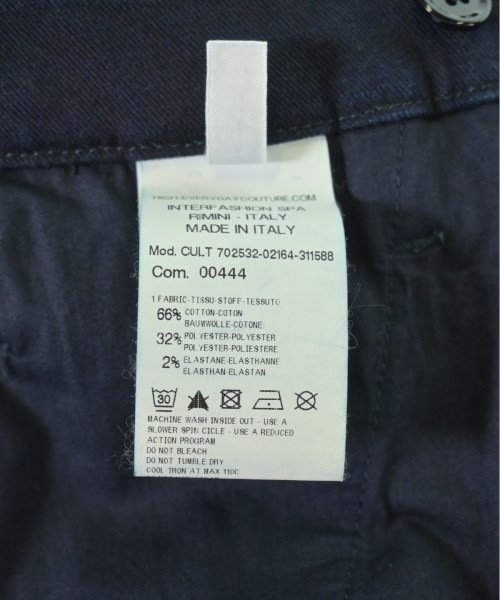 HIGH-EVERYDAYCOUTURE.COM
INTERFASHION SPA
RIMINI - ITALY
MADE IN ITALY
Mod. CULT 702532-02164-311588
Com. 00444
1 FABRIC-TISSU-STOFF-TESSUTO
66% COTTON-COTON
BAUMWOLLE-COTONE
32% POLYESTER-POLYESTER
POLYESTER-POLIESTERE
2% ELASTANE-ELASTHANNE
ELASTHAN-ELASTAN
30
MACHINE WASH INSIDE OUT - USE A
SLOWER SPIN CICLE - USE A REDUCED
ACTION PROGRAM
DO NOT BLEACH
DO NOT TUMBLE DRY
COOL IRON AT MAX 110C